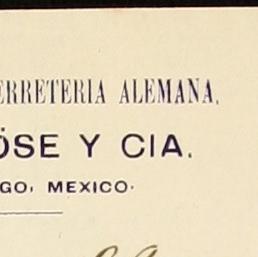 ERRETERIA ALEMANA.
ÖSE Y CIA.
GO, MEXICO.